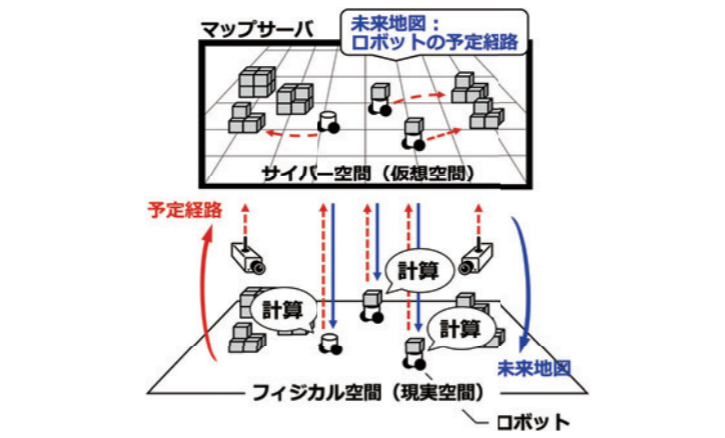 マップサーバ
未来地図：
ロボットの予定経路
サイバー空間（仮想空間）
予定経路
計算
計算
計算
未来地図
フィジカル空間（現実空間）
ロボット